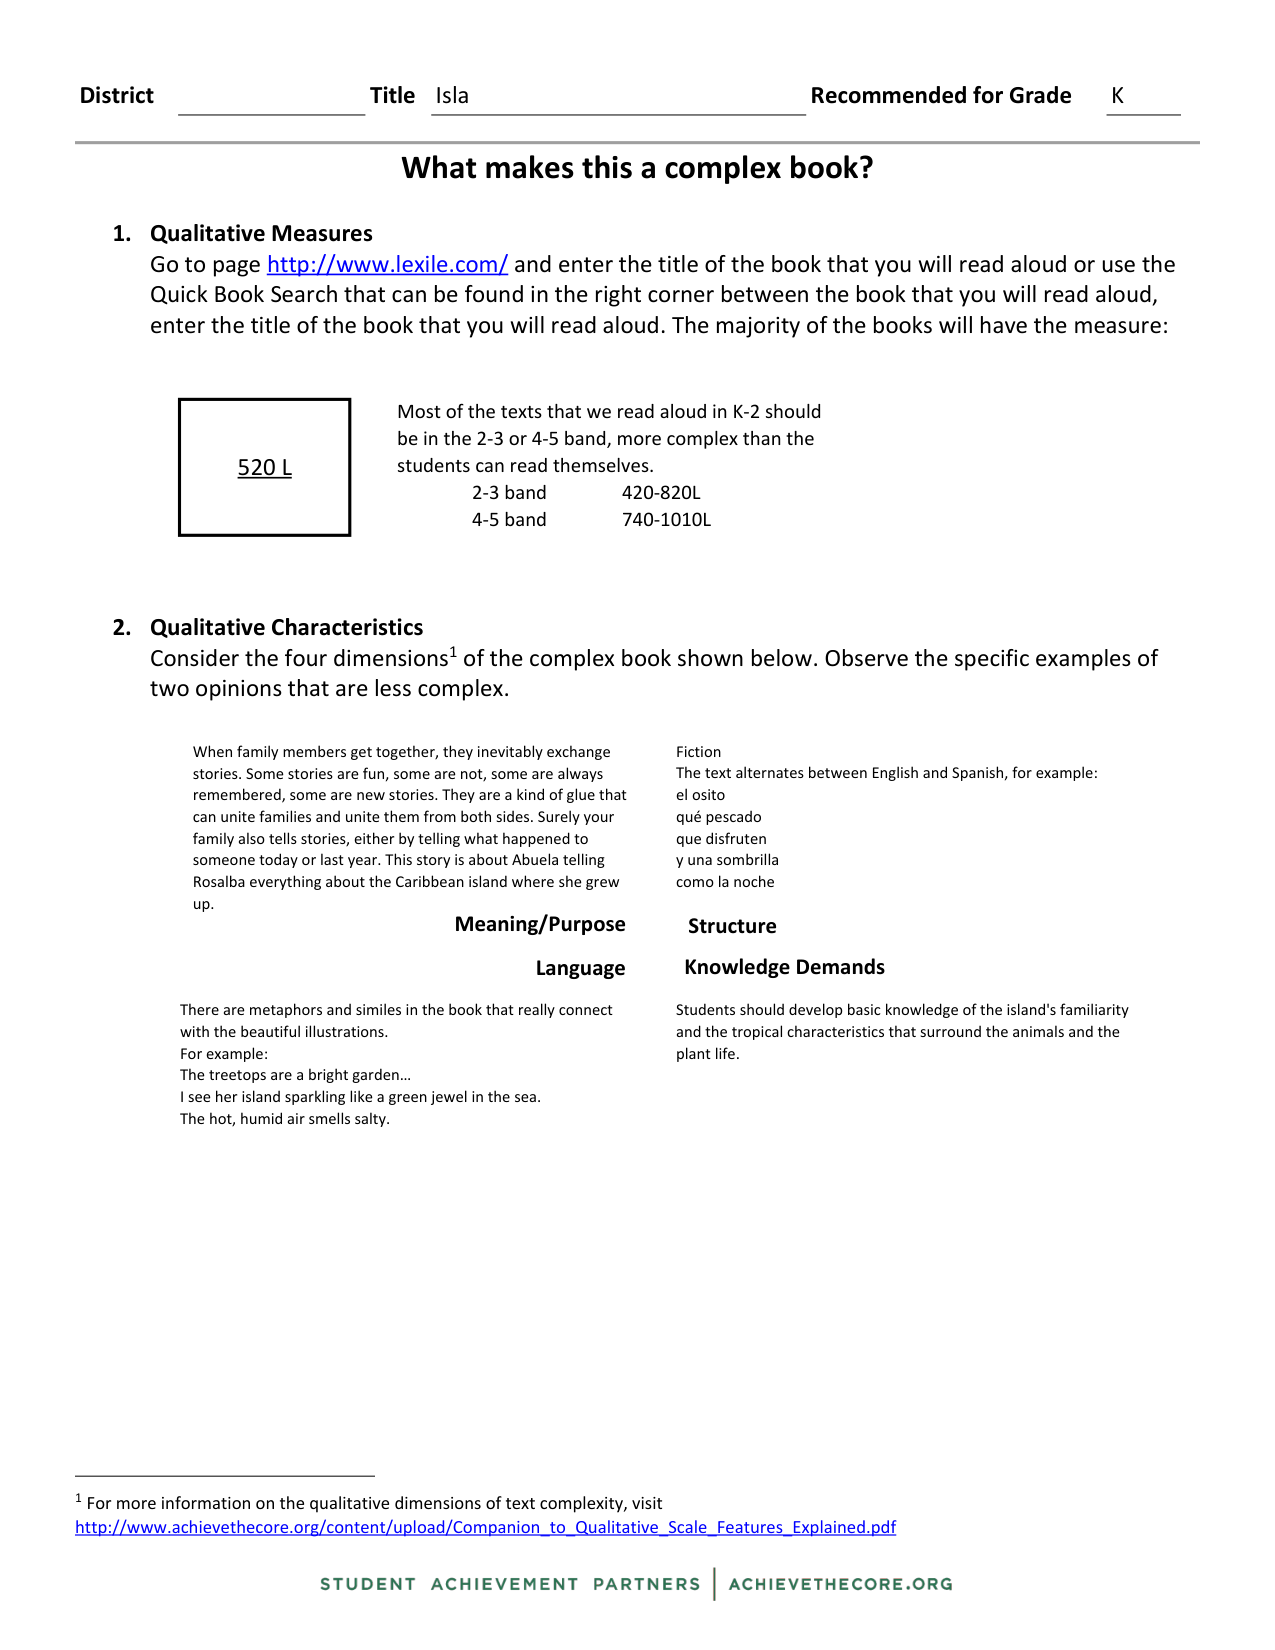 District Title Isla Recommended for Grade K
What makes this a complex book?
1. Qualitative Measures
Go to page http://www.lexile.com/ and enter the title of the book that you will read aloud or use the
Quick Book Search that can be found in the right corner between the book that you will read aloud,
enter the title of the book that you will read aloud. The majority of the books will have the measure:
520 L
Most of the texts that we read aloud in K-2 should
be in the 2-3 or 4-5 band, more complex than the
students can read themselves.
2-3 band 420-820L
4-5 band 740-1010L
2. Qualitative Characteristics
Consider the four dimensions1 of the complex book shown below. Observe the specific examples of
two opinions that are less complex.
When family members get together, they inevitably exchange
stories. Some stories are fun, some are not, some are always
remembered, some are new stories. They are a kind of glue that
can unite families and unite them from both sides. Surely your
family also tells stories, either by telling what happened to
someone today or last year. This story is about Abuela telling
Rosalba everything about the Caribbean island where she grew
up.
Meaning/Purpose
Fiction
The text alternates between English and Spanish, for example:
el osito
qué pescado
que disfruten
y una sombrilla
como la noche
Structure
Language
There are metaphors and similes in the book that really connect
with the beautiful illustrations.
For example:
The treetops are a bright garden…
I see her island sparkling like a green jewel in the sea.
The hot, humid air smells salty.
Knowledge Demands
Students should develop basic knowledge of the island's familiarity
and the tropical characteristics that surround the animals and the
plant life.
1 For more information on the qualitative dimensions of text complexity, visit
http://www.achievethecore.org/content/upload/Companion_to_Qualitative_Scale_Features_Explained.pdf
STUDENT ACHIEVEMENT PARTNERS | ACHIEVETHECORE.ORG